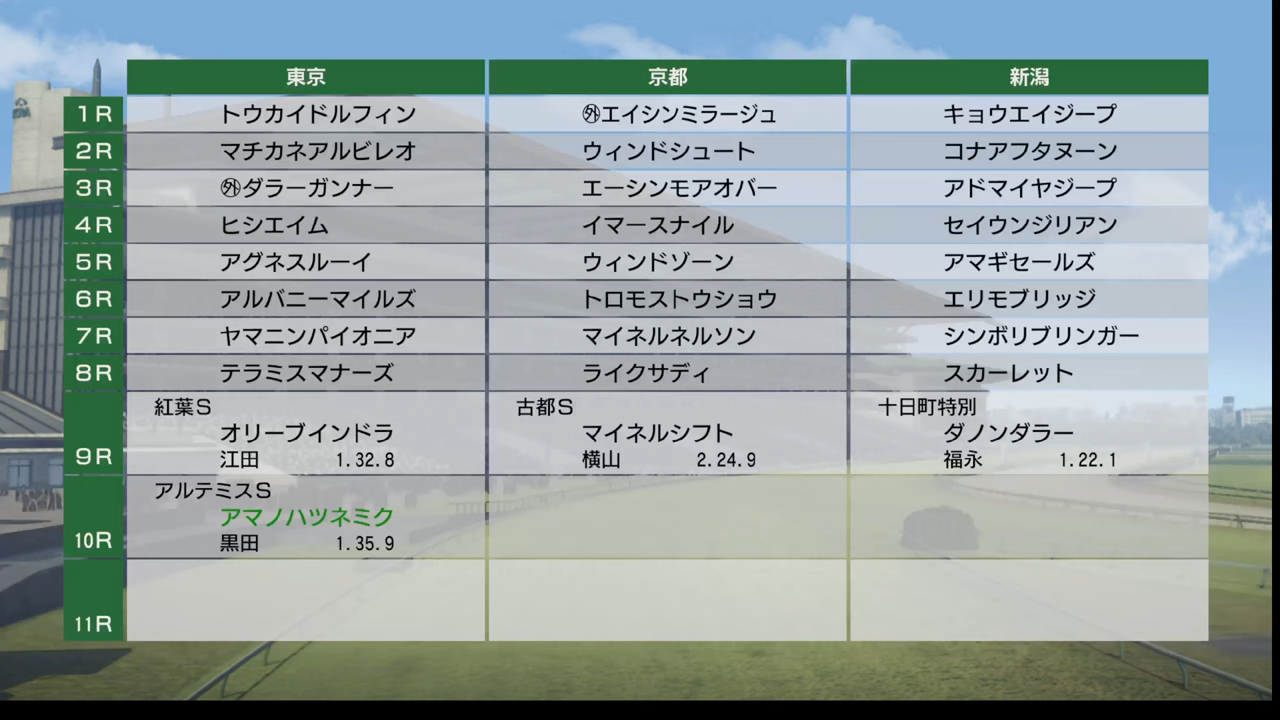 東京 京都 新潟
1R トウカイドルフィン ㊕エイシンミラージュ キョウエイジープ
2R マチカネアルビレオ ウィンドシュート コナアフタヌーン
3R 外ダラーガンナー エーシンモアオバー アドマイヤジープ
4R ヒシエイム イマースナイル セイウンジリアン
5R アグネスルーイ ウィンドゾーン アマギセールズ
6R アルバニーマイルズ トロモストウショウ エリモブリッジ
7R ヤマニンパイオニア マイネルネルソン シンボリブリンガー
8R テラミスマナーズ ライクサディ スカーレット
紅葉S 古都S 十日町特別
オリーブインドラ マイネルシフト ダノンダラー
9R 江田 1.32.8 横山 2.24.9 福永 1.22.1
アルテミスS
アマノハツネミク
10R 黒田 1.35.9
11R